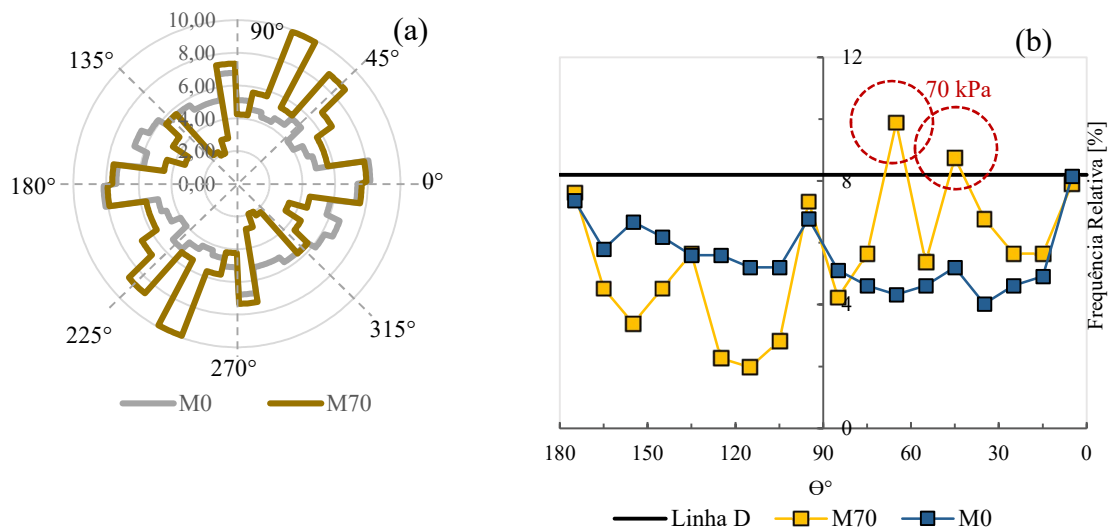 (a)
10,00
8,00
6,00
4,00
2,00
0,00
90°
45°
0°
315°
270°
225°
180°
135°
M0
M70
(b)
12
8
4
0
70 kPa
Frequência Relativa [%]
180
150
120
90
60
30
0
Ɵ°
Linha D
M70
M0